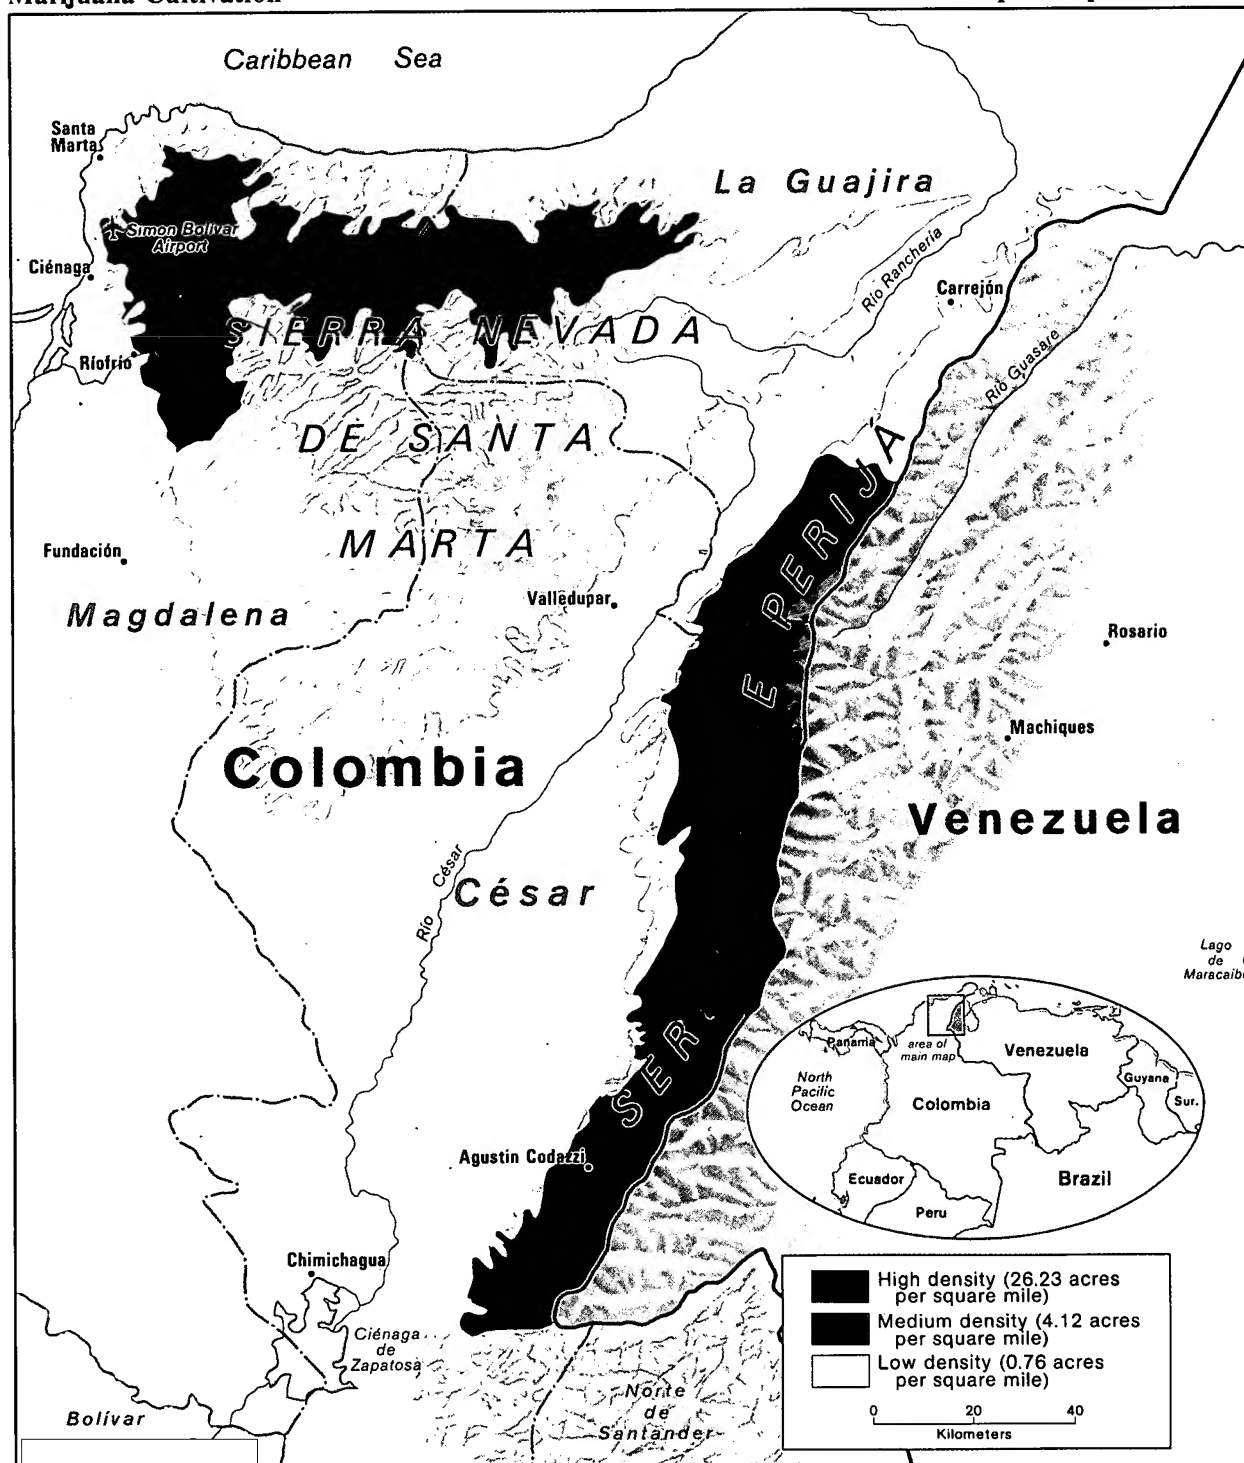 Marijuana Cultivation
Caribbean Sea
Santa
Marta
La Guajira
Simon Bolívar
Airport
Ciénaga
Río Ranchería
Carrejón
SIERRA NEVADA
Ríofrío
Río Guasare
DE SANTA
MARTA
Fundación
Magdalena
Valledupar
E PERIJÁ
Rosario
Machiques
Colombia
Venezuela
Río César
César
Lago
de
Maracaibo
SER
Panama
area of
main map
Venezuela
North
Pacific
Ocean
Guyana
Sur.
Colombia
Agustin Codazzi
Ecuador
Brazil
Peru
Chimichagua
High density (26.23 acres
per square mile)
Medium density (4.12 acres
per square mile)
Low density (0.76 acres
per square mile)
Ciénaga
de
Zapatosa
Norte
de
Santander
Bolívar
0 20 40
Kilometers